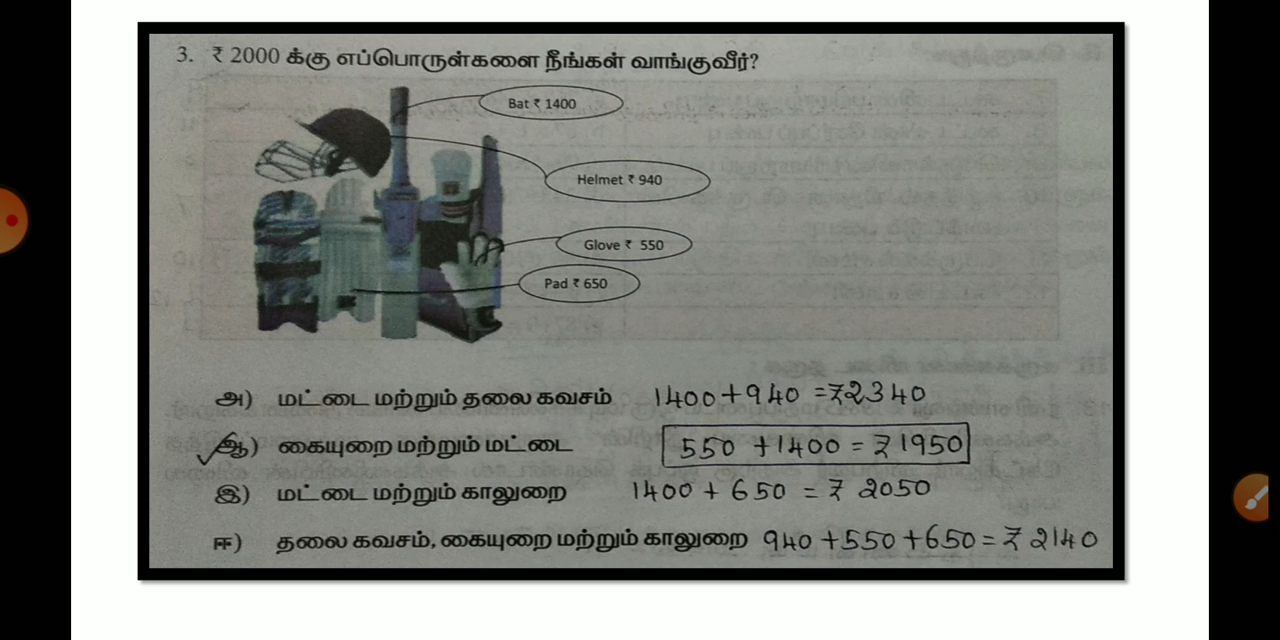 3. ₹ 2000 க்கு எப்பொருள்களை நீங்கள் வாங்குவீர்?
Bat ₹ 1400
Helmet ₹ 940
Glove ₹ 550
Pad ₹ 650
அ) மட்டை மற்றும் தலை கவசம் 1400+940 =₹2340
ஆ) கையுறை மற்றும் மட்டை 550 +1400 = ₹1950
இ) மட்டை மற்றும் காலுறை 1400 + 650 = ₹ 2050
ஈ) தலை கவசம், கையுறை மற்றும் காலுறை 940 +550 +650 = ₹ 2140